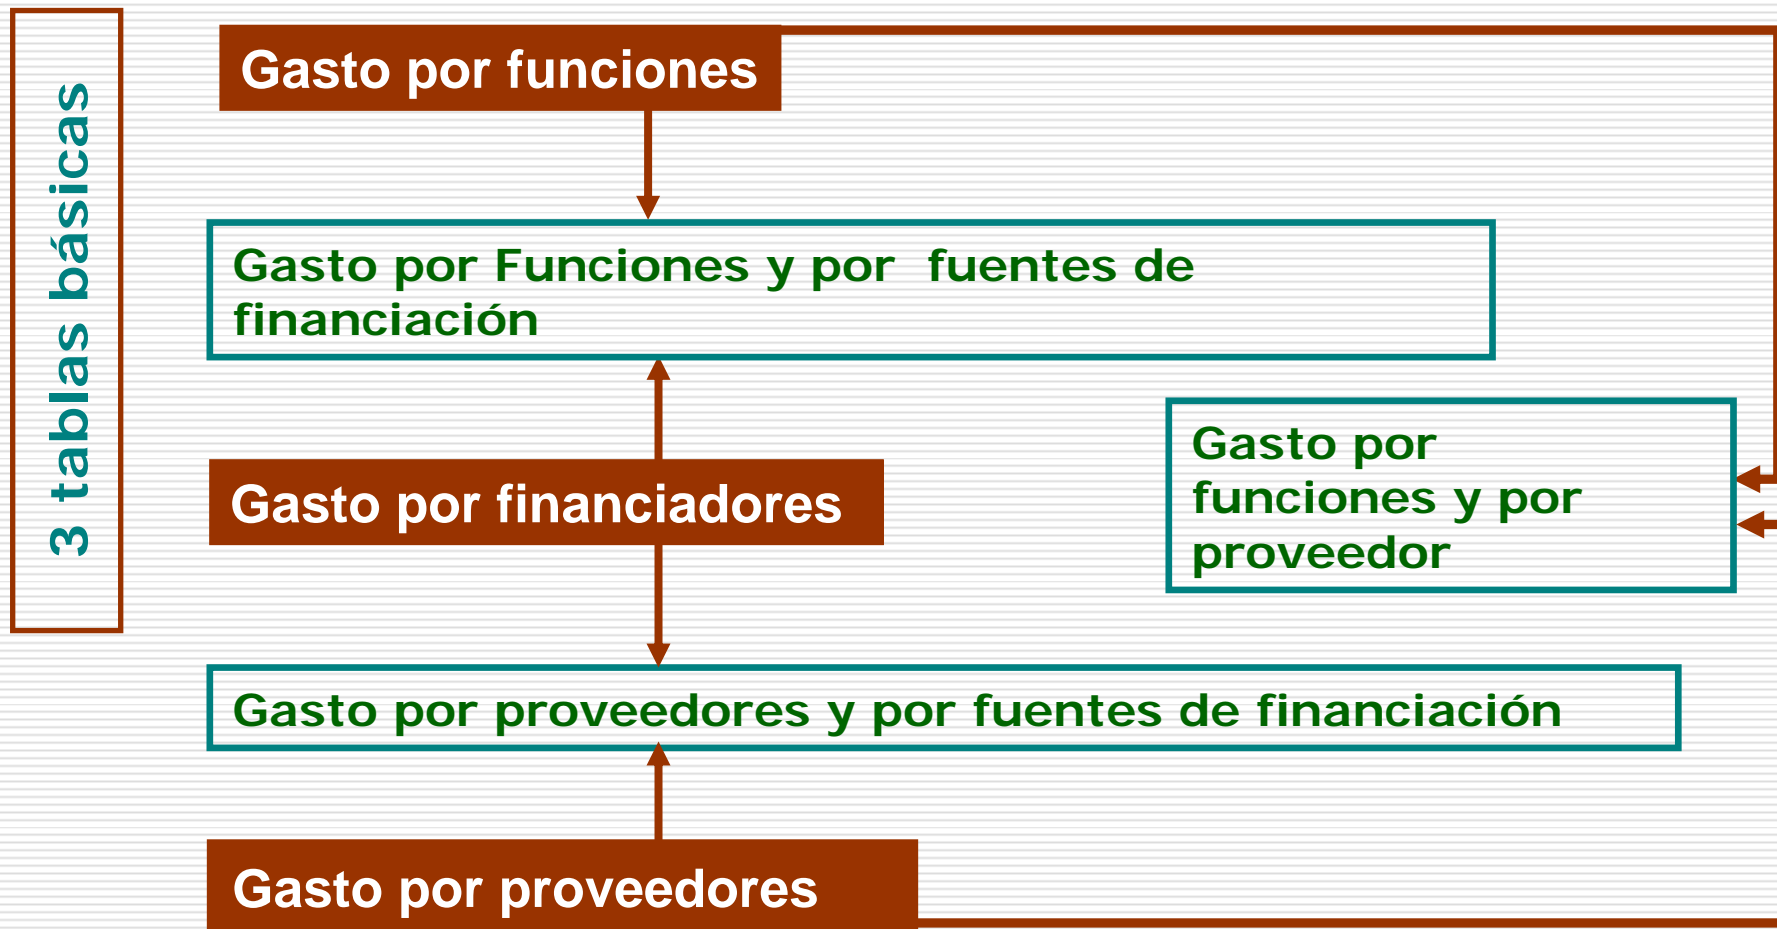 3 tablas básicas
Gasto por funciones
Gasto por Funciones y por fuentes de
financiación
Gasto por financiadores
Gasto por
funciones y por
proveedor
Gasto por proveedores y por fuentes de financiación
Gasto por proveedores